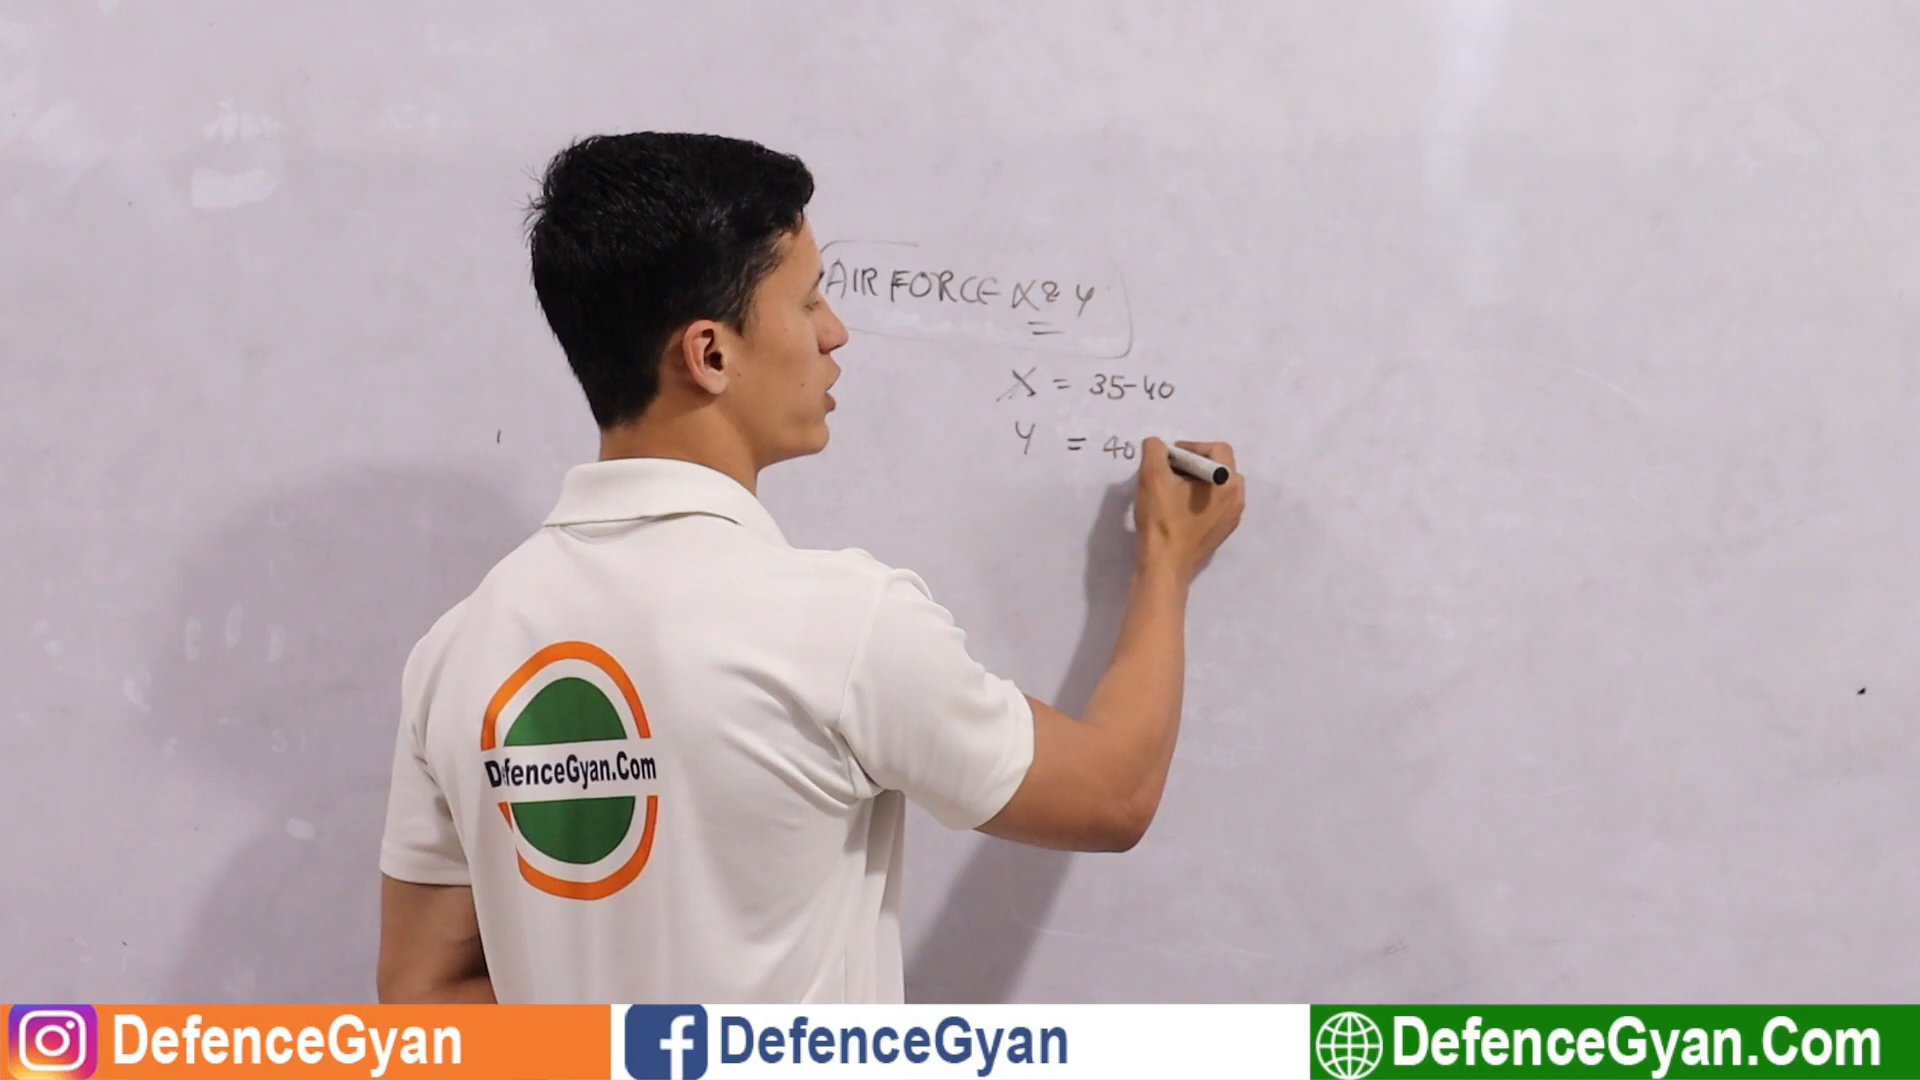 AIR FORCE X & Y
X = 35-40
Y = 40
DefenceGyan.Com
DefenceGyan
DefenceGyan
DefenceGyan.Com